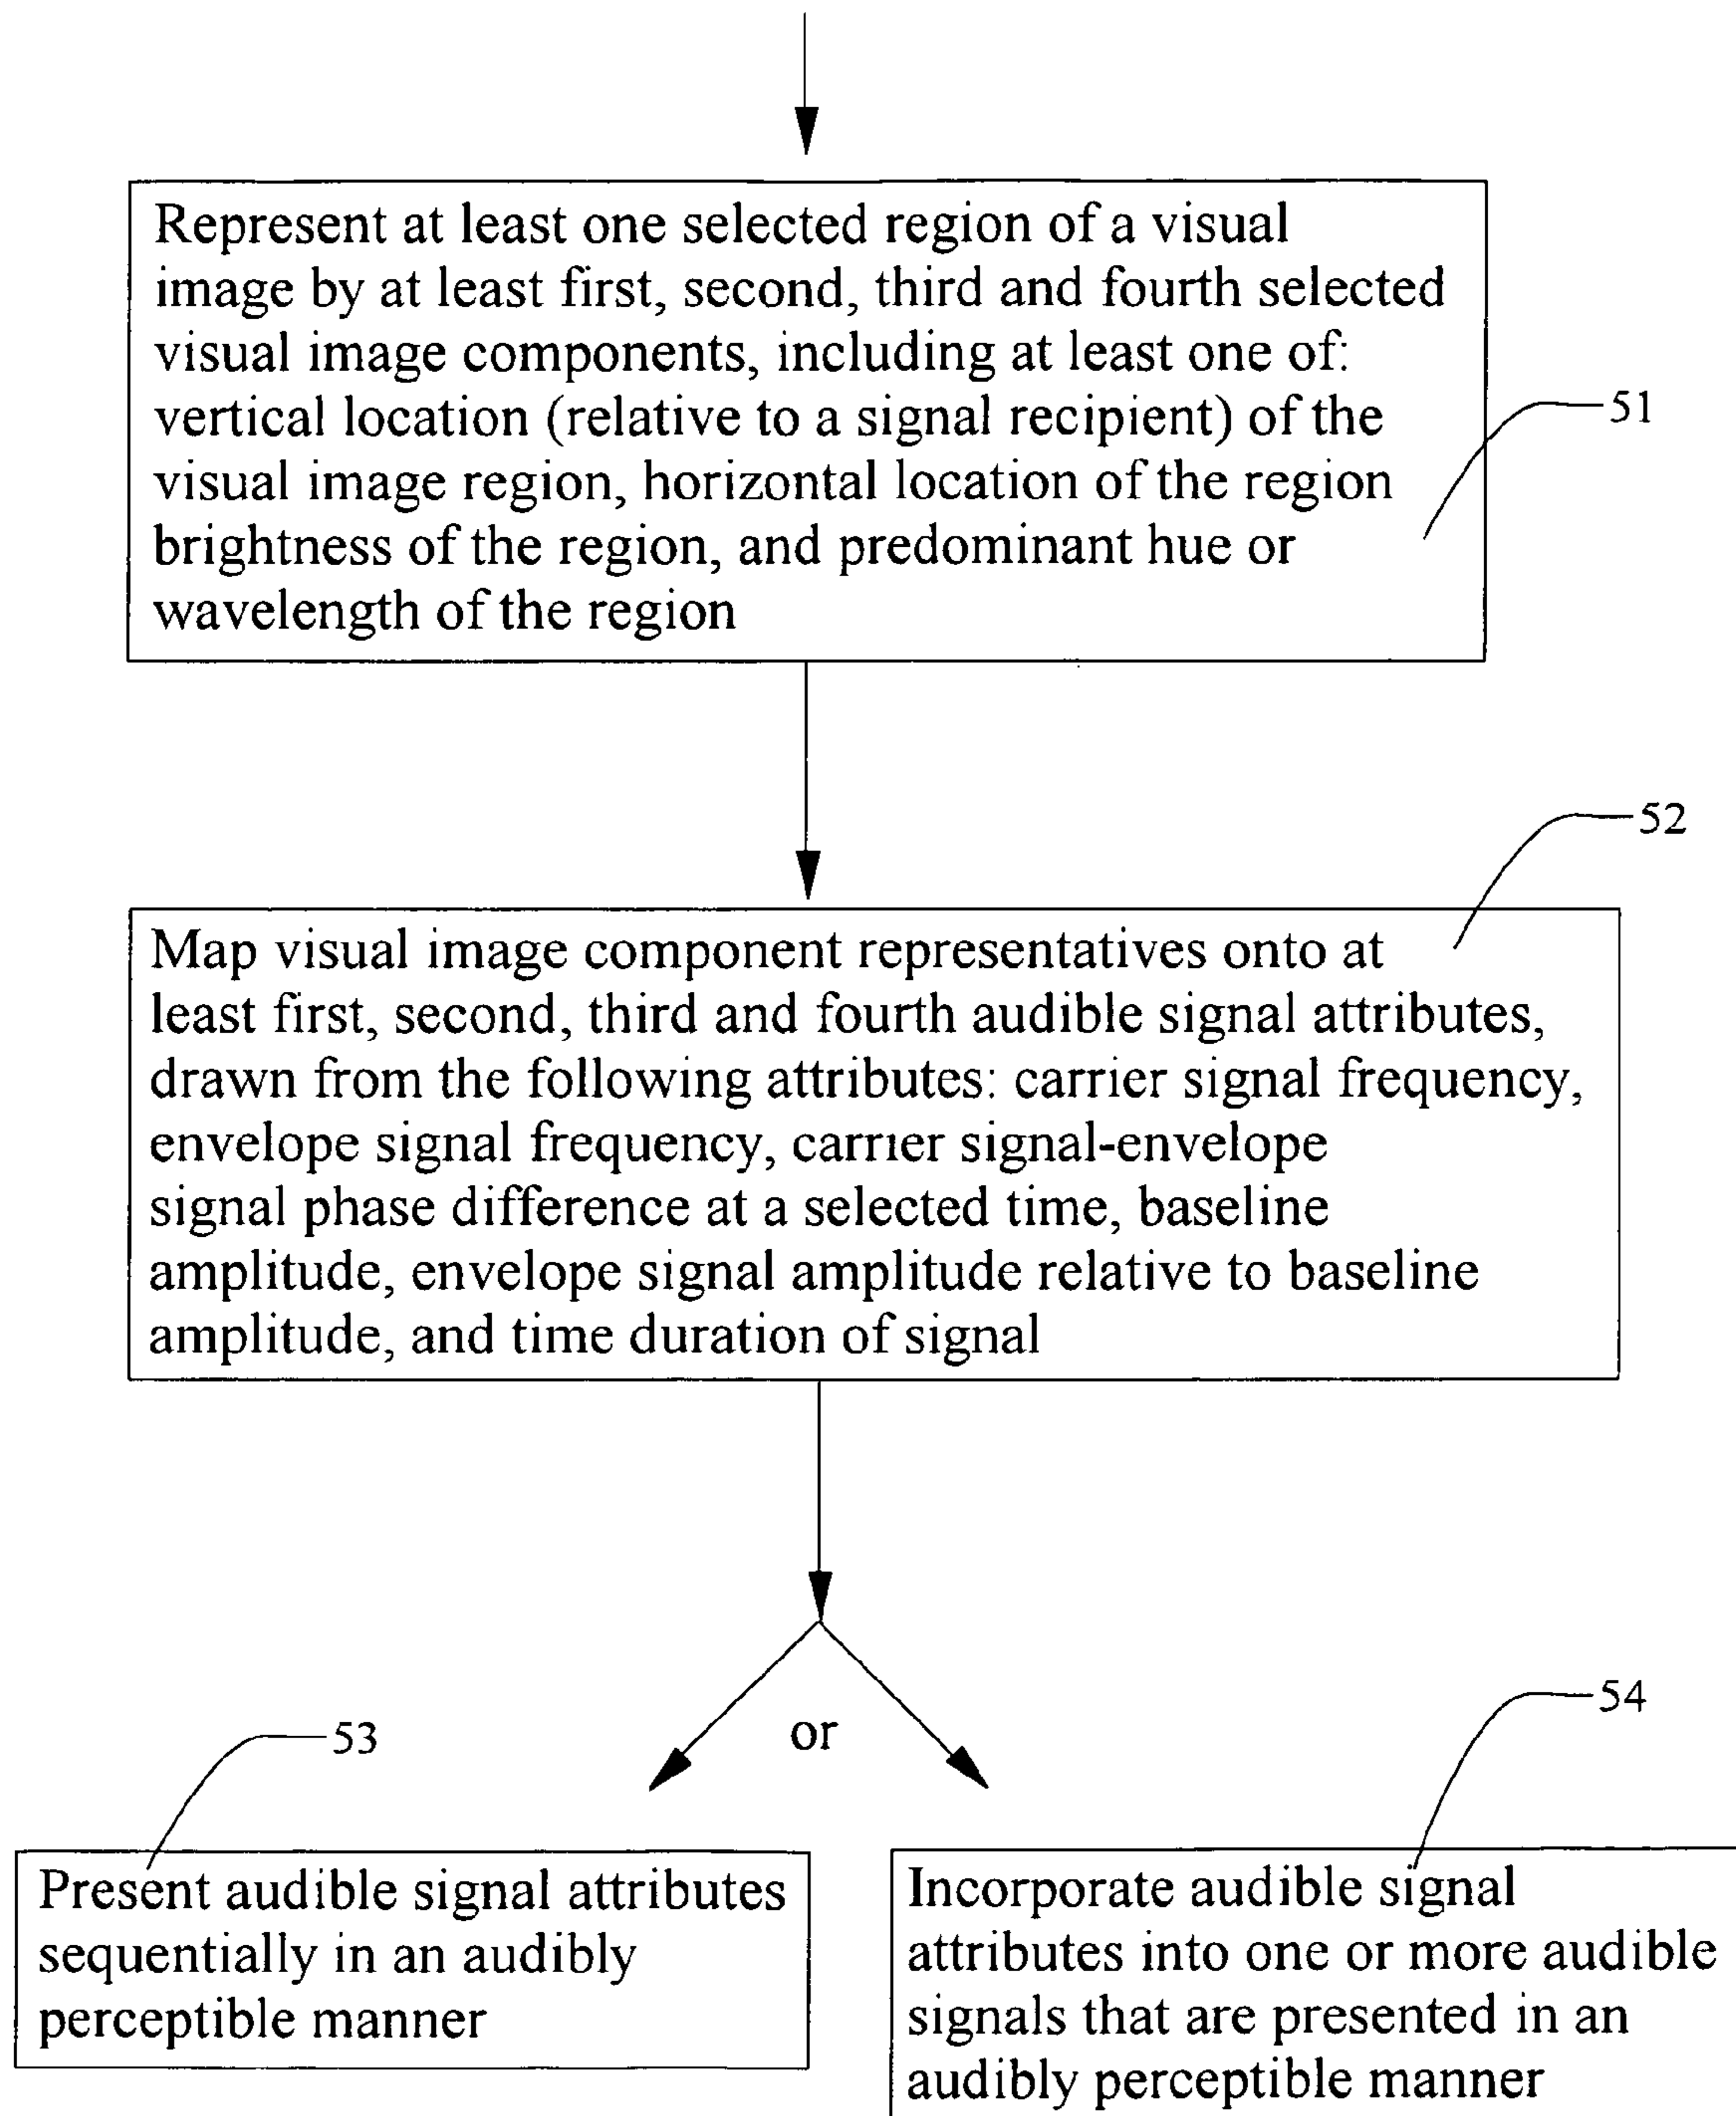 Represent at least one selected region of a visual
image by at least first, second, third and fourth selected
visual image components, including at least one of:
vertical location (relative to a signal recipient) of the
visual image region, horizontal location of the region
brightness of the region, and predominant hue or
wavelength of the region
51
52
Map visual image component representatives onto at
least first, second, third and fourth audible signal attributes,
drawn from the following attributes: carrier signal frequency,
envelope signal frequency, carrier signal-envelope
signal phase difference at a selected time, baseline
amplitude, envelope signal amplitude relative to baseline
amplitude, and time duration of signal
or
53
54
Present audible signal attributes
sequentially in an audibly
perceptible manner
Incorporate audible signal
attributes into one or more audible
signals that are presented in an
audibly perceptible manner